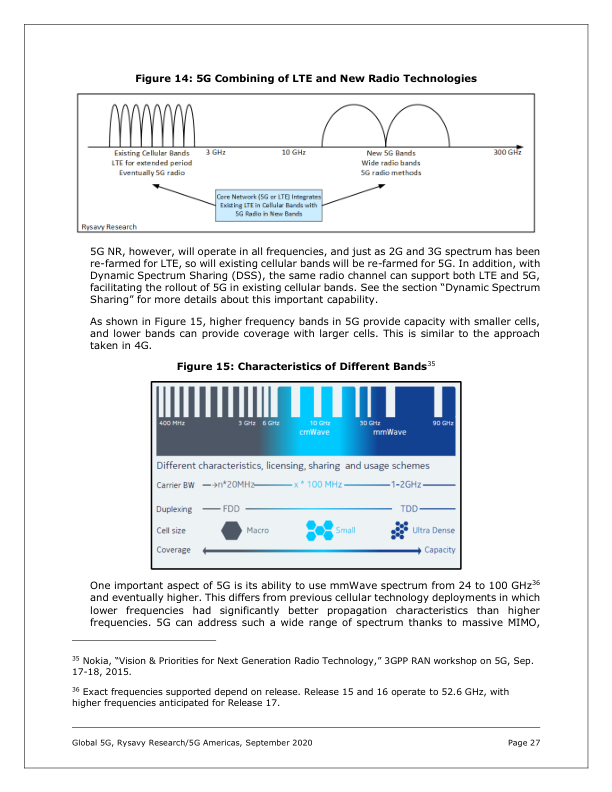 Figure 14: 5G Combining of LTE and New Radio Technologies
Existing Cellular Bands
LTE for extended period
Eventually 5G radio
3 GHz
10 GHz
New 5G Bands
Wide radio bands
5G radio methods
300 GHz
Core Network (5G or LTE) Integrates
Existing LTE in Cellular Bands with
5G Radio in New Bands
Rysavy Research
5G NR, however, will operate in all frequencies, and just as 2G and 3G spectrum has been
re-farmed for LTE, so will existing cellular bands will be re-farmed for 5G. In addition, with
Dynamic Spectrum Sharing (DSS), the same radio channel can support both LTE and 5G,
facilitating the rollout of 5G in existing cellular bands. See the section “Dynamic Spectrum
Sharing” for more details about this important capability.
As shown in Figure 15, higher frequency bands in 5G provide capacity with smaller cells,
and lower bands can provide coverage with larger cells. This is similar to the approach
taken in 4G.
Figure 15: Characteristics of Different Bands35
400 MHz 3 GHz 6 GHz 10 GHz 30 GHz 90 GHz
cmWave mmWave
Different characteristics, licensing, sharing and usage schemes
Carrier BW n*20MHz x * 100 MHz 1-2GHz
Duplexing FDD TDD
Cell size Macro Small Ultra Dense
Coverage Capacity
One important aspect of 5G is its ability to use mmWave spectrum from 24 to 100 GHz36
and eventually higher. This differs from previous cellular technology deployments in which
lower frequencies had significantly better propagation characteristics than higher
frequencies. 5G can address such a wide range of spectrum thanks to massive MIMO,
35 Nokia, “Vision & Priorities for Next Generation Radio Technology,” 3GPP RAN workshop on 5G, Sep.
17-18, 2015.
36 Exact frequencies supported depend on release. Release 15 and 16 operate to 52.6 GHz, with
higher frequencies anticipated for Release 17.
Global 5G, Rysavy Research/5G Americas, September 2020 Page 27